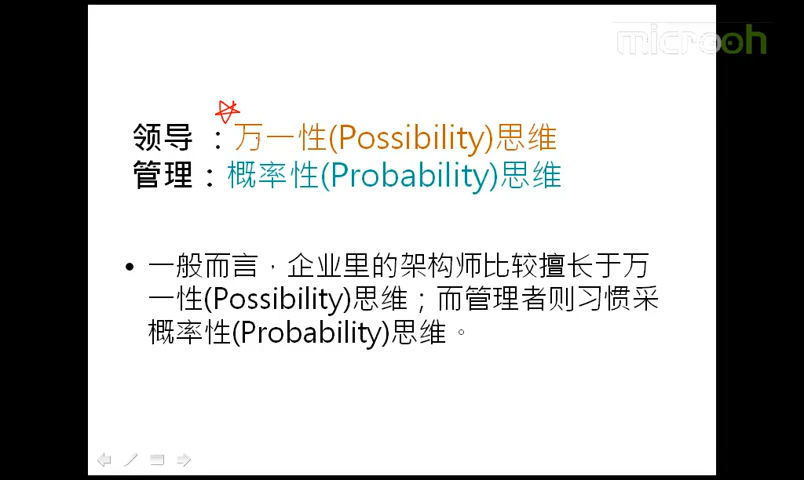 microoh
领导 ：万一性(Possibility)思维
管理：概率性(Probability)思维
• 一般而言，企业里的架构师比较擅长于万
一性(Possibility)思维；而管理者则习惯采
概率性(Probability)思维。